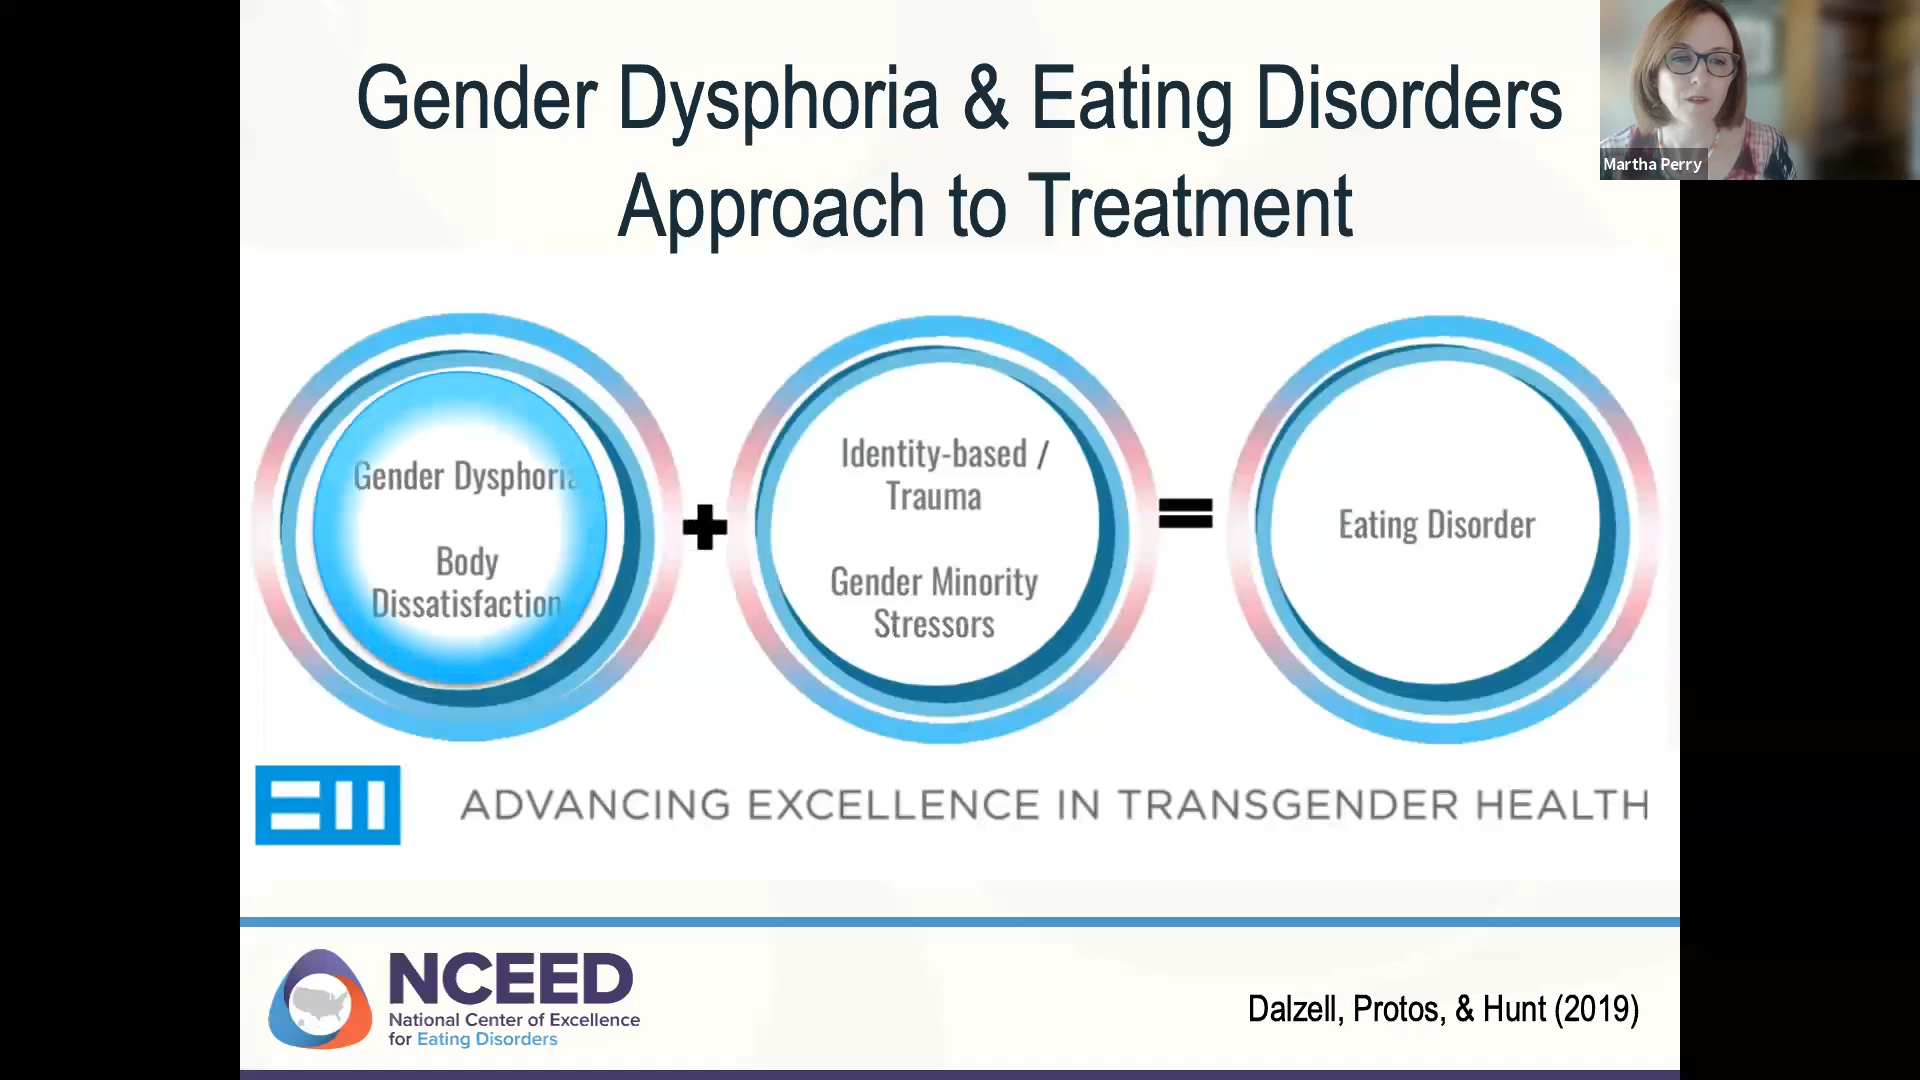 Gender Dysphoria & Eating Disorders
Approach to Treatment
Martha Perry
Gender Dysphoria
Body
Dissatisfaction
Identity-based /
Trauma
Gender Minority
Stressors
Eating Disorder
ADVANCING EXCELLENCE IN TRANSGENDER HEALTH
NCEED
National Center of Excellence
for Eating Disorders
Dalzell, Protos, & Hunt (2019)